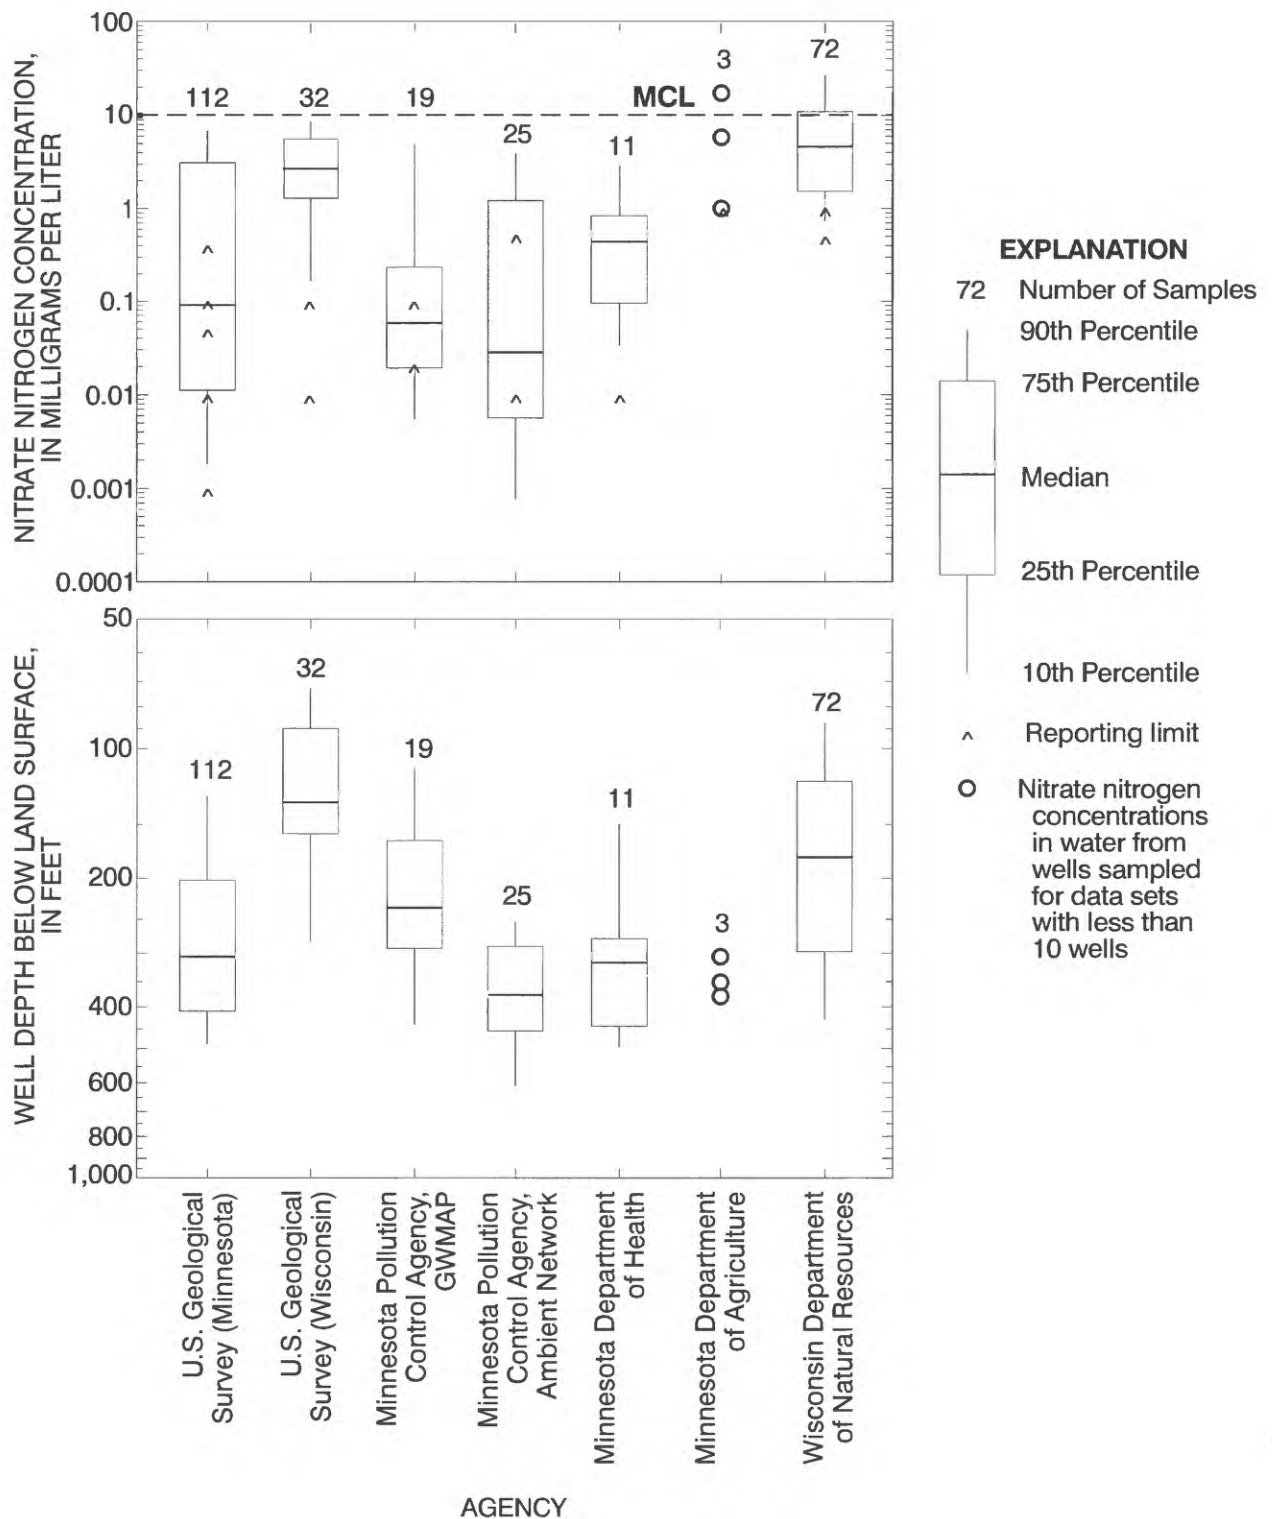 NITRATE NITROGEN CONCENTRATION,
IN MILLIGRAMS PER LITER
100
10
1
0.1
0.01
0.001
0.0001
112
32
19
25
11
MCL
3
72
WELL DEPTH BELOW LAND SURFACE,
IN FEET
50
100
200
400
600
800
1,000
112
32
19
25
11
3
72
U.S. Geological
Survey (Minnesota)
U.S. Geological
Survey (Wisconsin)
Minnesota Pollution
Control Agency,
GWMAP
Minnesota Pollution
Control Agency,
Ambient Network
Minnesota Department
of Health
Minnesota Department
of Agriculture
Wisconsin Department
of Natural Resources
AGENCY
EXPLANATION
72 Number of Samples
90th Percentile
75th Percentile
Median
25th Percentile
10th Percentile
^ Reporting limit
Nitrate nitrogen
concentrations
in water from
wells sampled
for data sets
with less than
10 wells